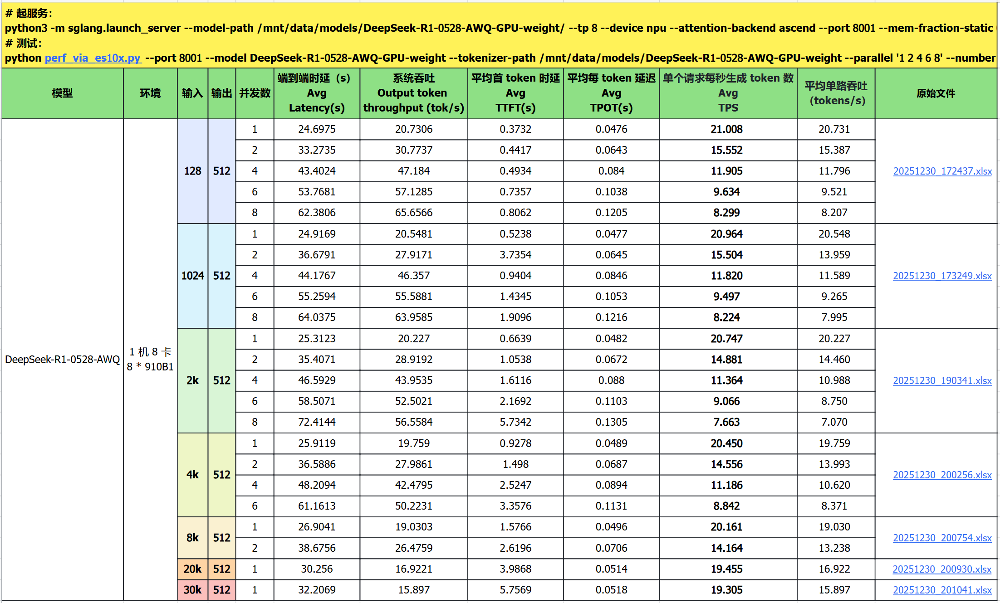 # 起服务：
python3 -m sglang.launch_server --model-path /mnt/data/models/DeepSeek-R1-0528-AWQ-GPU-weight/ --tp 8 --device npu --attention-backend ascend --port 8001 --mem-fraction-static
# 测试：
python perf_via_es10x.py --port 8001 --model DeepSeek-R1-0528-AWQ-GPU-weight --tokenizer-path /mnt/data/models/DeepSeek-R1-0528-AWQ-GPU-weight --parallel '1 2 4 6 8' --number
模型 环境 输入 输出 并发数 端到端时延（s） Avg Latency(s) 系统吞吐 Output token throughput (tok/s) 平均首 token 时延 Avg TTFT(s) 平均每 token 延迟 Avg TPOT(s) 单个请求每秒生成 token 数 Avg TPS 平均单路吞吐 (tokens/s) 原始文件
DeepSeek-R1-0528-AWQ
1 机 8 卡
8 * 910B1
128 512 20251230_172437.xlsx
1 24.6975 20.7306 0.3732 0.0476 21.008 20.731
2 33.2735 30.7737 0.4417 0.0643 15.552 15.387
4 43.4024 47.184 0.4934 0.084 11.905 11.796
6 53.7681 57.1285 0.7357 0.1038 9.634 9.521
8 62.3806 65.6566 0.8062 0.1205 8.299 8.207
1024 512 20251230_173249.xlsx
1 24.9169 20.5481 0.5238 0.0477 20.964 20.548
2 36.6791 27.9171 3.7354 0.0645 15.504 13.959
4 44.1767 46.357 0.9404 0.0846 11.820 11.589
6 55.2594 55.5881 1.4345 0.1053 9.497 9.265
8 64.0375 63.9585 1.9096 0.1216 8.224 7.995
2k 512 20251230_190341.xlsx
1 25.3123 20.227 0.6639 0.0482 20.747 20.227
2 35.4071 28.9192 1.0538 0.0672 14.881 14.460
4 46.5929 43.9535 1.6116 0.088 11.364 10.988
6 58.5071 52.5021 2.1692 0.1103 9.066 8.750
8 72.4144 56.5584 5.7342 0.1305 7.663 7.070
4k 512 20251230_200256.xlsx
1 25.9119 19.759 0.9278 0.0489 20.450 19.759
2 36.5886 27.9861 1.498 0.0687 14.556 13.993
4 48.2094 42.4795 2.5247 0.0894 11.186 10.620
6 61.1613 50.2231 3.3576 0.1131 8.842 8.371
8k 512 20251230_200754.xlsx
1 26.9041 19.0303 1.5766 0.0496 20.161 19.030
2 38.6756 26.4759 2.6196 0.0706 14.164 13.238
20k 512 1 30.256 16.9221 3.9868 0.0514 19.455 16.922 20251230_200930.xlsx
30k 512 1 32.2069 15.897 5.7569 0.0518 19.305 15.897 20251230_201041.xlsx